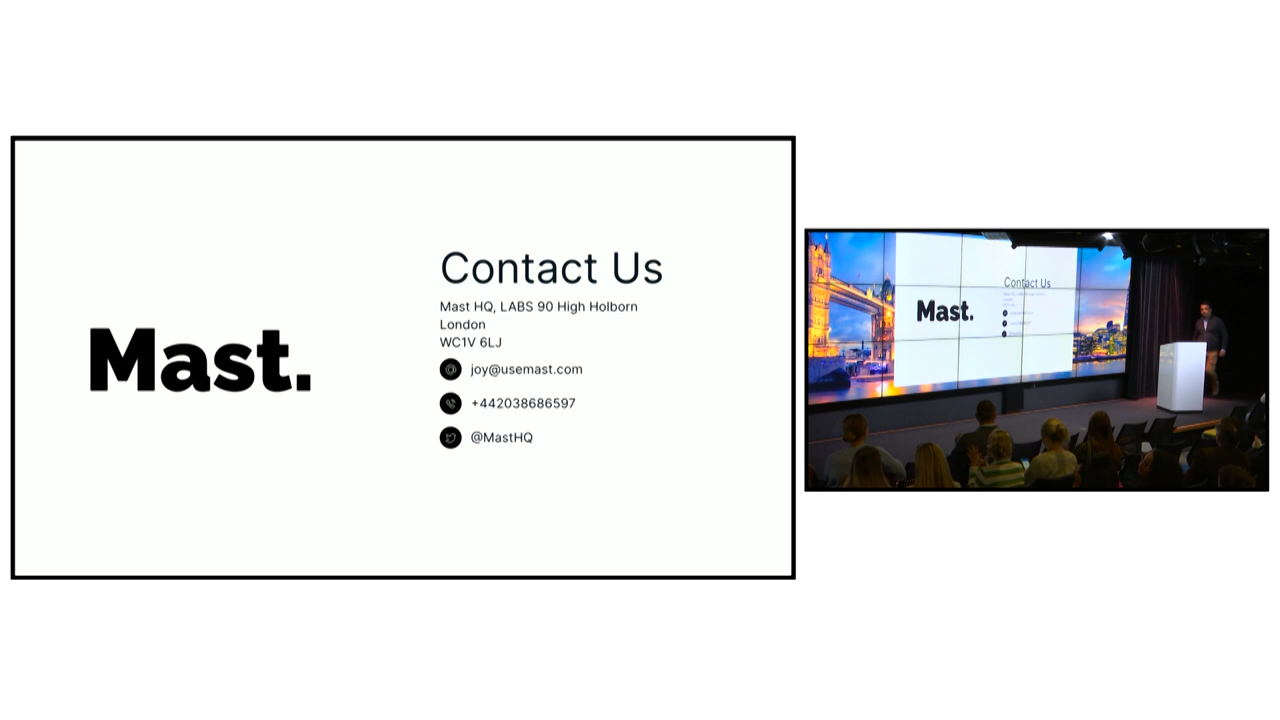 Mast.
Contact Us
Mast HQ, LABS 90 High Holborn
London
WC1V 6LJ
joy@usemast.com
+442038686597
@MastHQ
Mast.
Contact Us